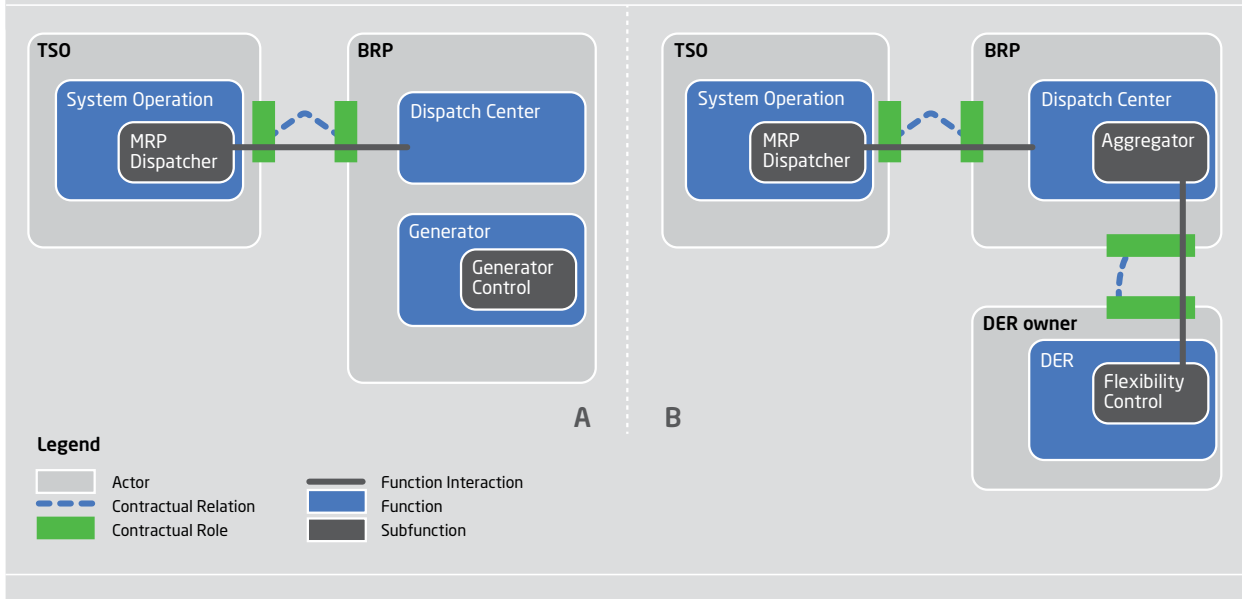 TSO
System Operation
MRP
Dispatcher
BRP
Dispatch Center
Generator
Generator
Control
A
TSO
System Operation
MRP
Dispatcher
BRP
Dispatch Center
Aggregator
DER owner
DER
Flexibility
Control
B
Legend
Actor
Contractual Relation
Contractual Role
Function Interaction
Function
Subfunction